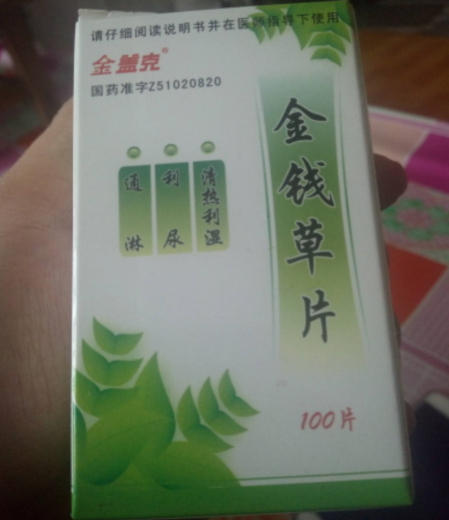 请仔细阅读说明书并在医师指导下使用
金盖克®
国药准字Z51020820
金钱草片
清热利湿
利尿
通淋
100片